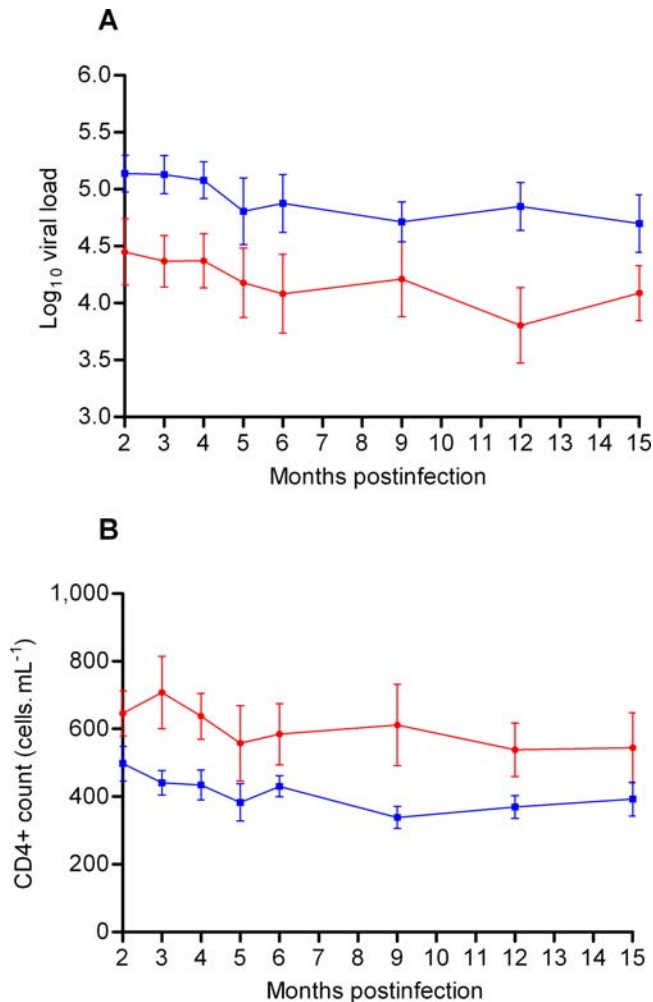 A
6.0
5.5
5.0
4.5
4.0
3.5
3.0
Log₁₀ viral load
2 3 4 5 6 7 8 9 10 11 12 13 14 15
Months postinfection
B
1,000
800
600
400
200
0
CD4+ count (cells.mL⁻¹)
2 3 4 5 6 7 8 9 10 11 12 13 14 15
Months postinfection